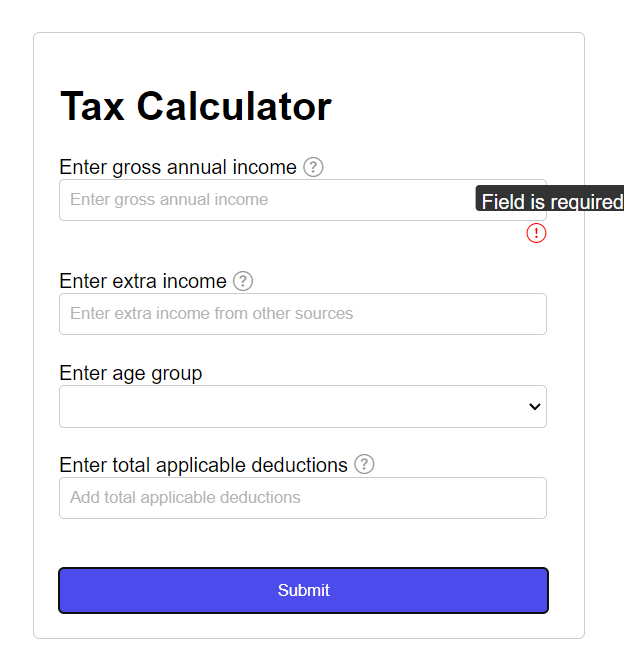 Tax Calculator
Enter gross annual income ?
Enter gross annual income
Field is required
!
Enter extra income ?
Enter extra income from other sources
Enter age group
Enter total applicable deductions ?
Add total applicable deductions
Submit